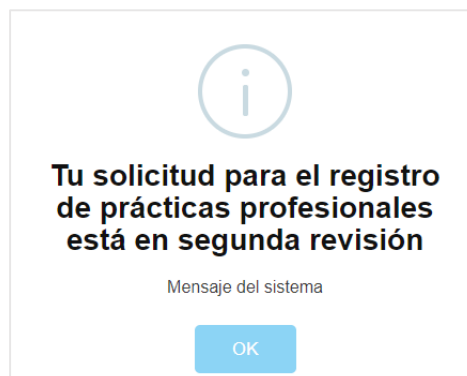 Tu solicitud para el registro
de prácticas profesionales
está en segunda revisión
Mensaje del sistema
OK